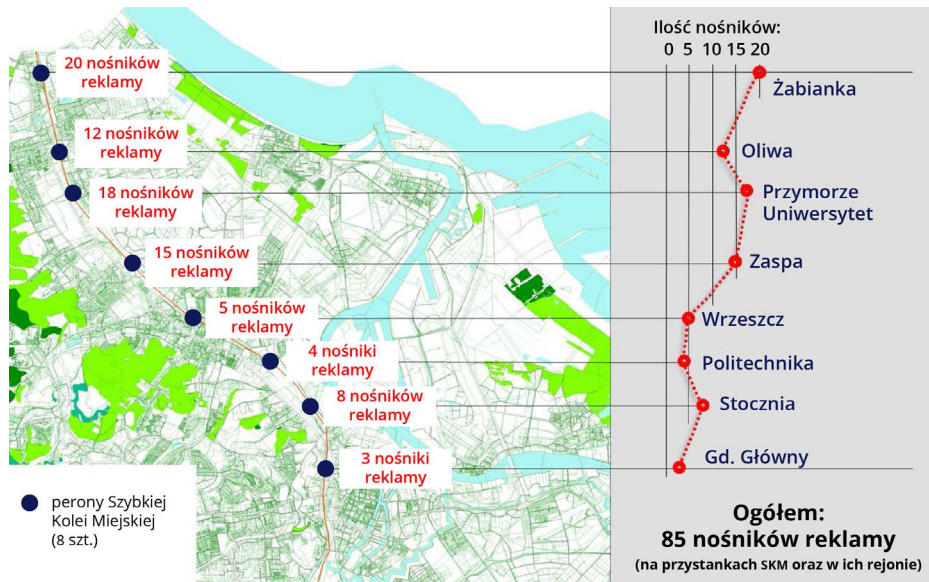 20 nośników
reklamy
12 nośników
reklamy
18 nośników
reklamy
15 nośników
reklamy
5 nośników
reklamy
4 nośniki
reklamy
8 nośników
reklamy
3 nośniki
reklamy
perony Szybkiej
Kolei Miejskiej
(8 szt.)
Ilość nośników:
0 5 10 15 20
Żabianka
Oliwa
Przymorze
Uniwersytet
Zaspa
Wrzeszcz
Politechnika
Stocznia
Gd. Główny
Ogółem:
85 nośników reklamy
(na przystankach SKM oraz w ich rejonie)